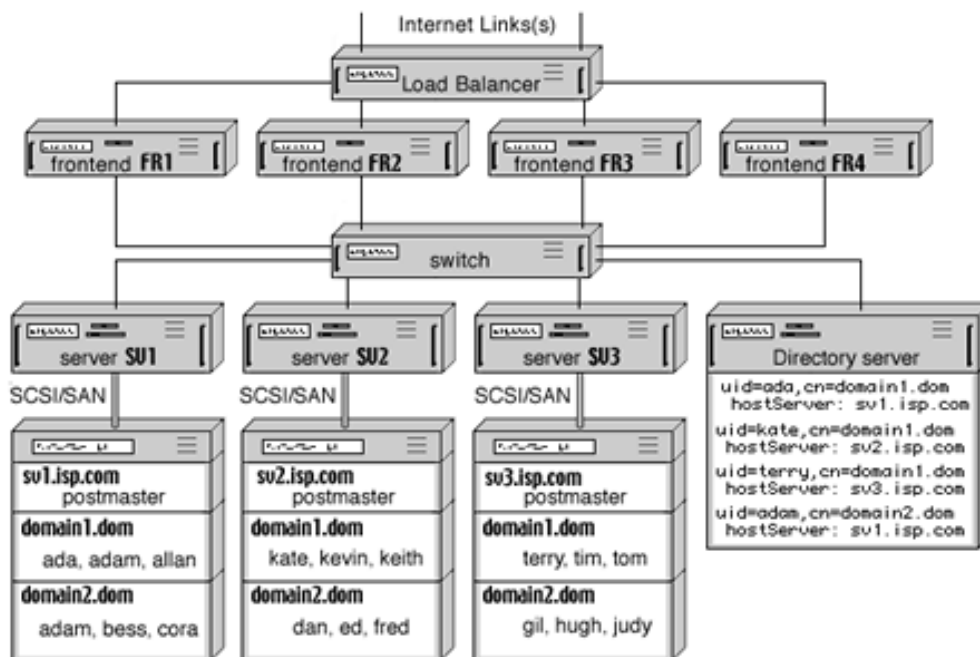 Internet Links(s)
Load Balancer
frontend FR1
frontend FR2
frontend FR3
frontend FR4
switch
server SV1
server SV2
server SV3
Directory server
SCSI/SAN
SCSI/SAN
SCSI/SAN
uid=ada,cn=domain1.dom
hostServer: sv1.isp.com
uid=kate,cn=domain1.dom
hostServer: sv2.isp.com
uid=terry,cn=domain1.dom
hostServer: sv3.isp.com
uid=adam,cn=domain2.dom
hostServer: sv1.isp.com
sv1.isp.com
postmaster
domain1.dom
ada, adam, allan
domain2.dom
adam, bess, cora
sv2.isp.com
postmaster
domain1.dom
kate, kevin, keith
domain2.dom
dan, ed, fred
sv3.isp.com
postmaster
domain1.dom
terry, tim, tom
domain2.dom
gil, hugh, judy